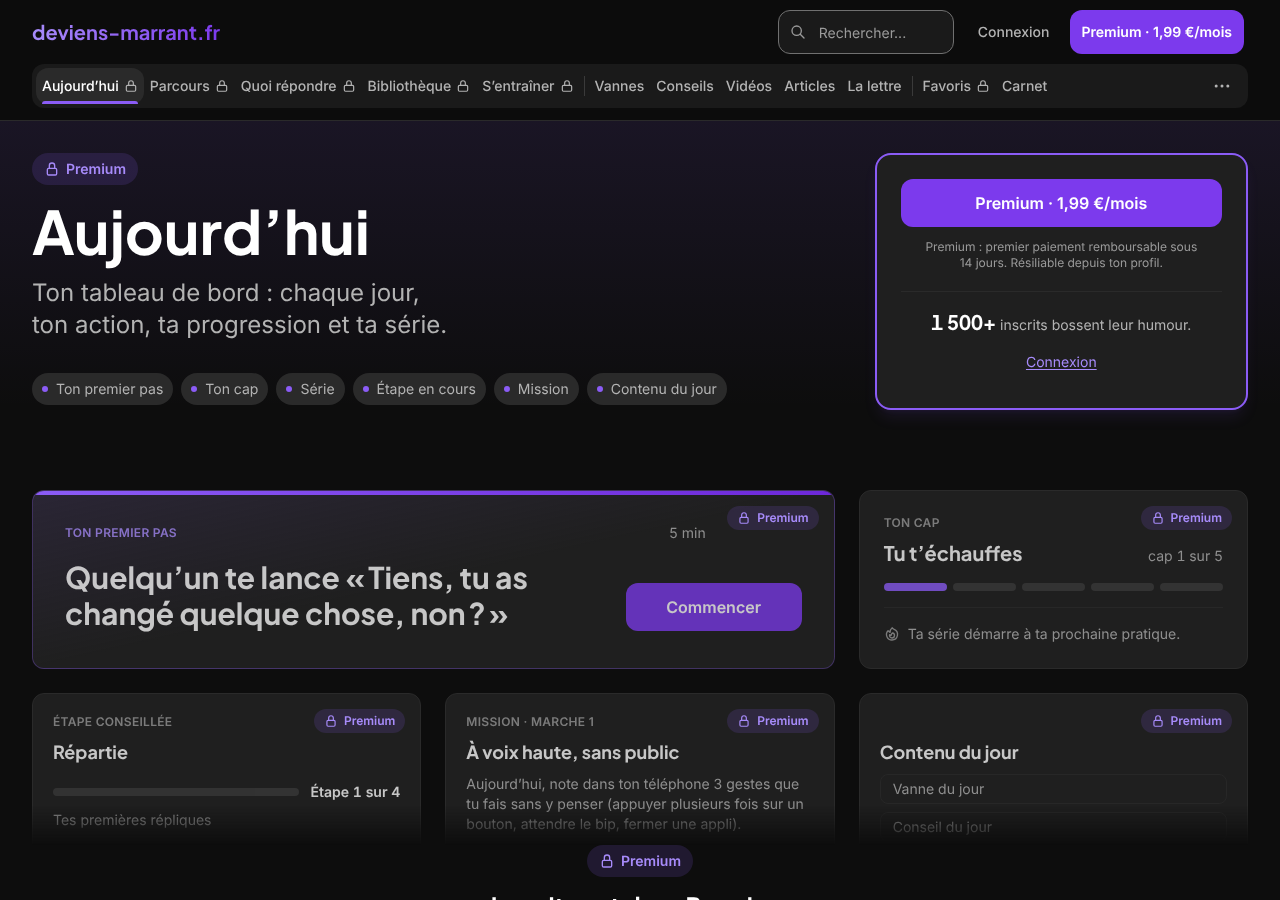 deviens-marrant.fr
Rechercher...
Connexion
Premium · 1,99 €/mois
Aujourd’hui
Parcours
Quoi répondre
Bibliothèque
S’entraîner
Vannes
Conseils
Vidéos
Articles
La lettre
Favoris
Carnet
Premium
Aujourd’hui
Ton tableau de bord : chaque jour,
ton action, ta progression et ta série.
Ton premier pas
Ton cap
Série
Étape en cours
Mission
Contenu du jour
Premium · 1,99 €/mois
Premium : premier paiement remboursable sous
14 jours. Résiliable depuis ton profil.
1 500+ inscrits bossent leur humour.
Connexion
TON PREMIER PAS
5 min
Premium
Quelqu’un te lance « Tiens, tu as
changé quelque chose, non ? »
Commencer
Premium
TON CAP
Tu t’échauffes
cap 1 sur 5
Ta série démarre à ta prochaine pratique.
ÉTAPE CONSEILLÉE
Premium
Répartie
Étape 1 sur 4
Tes premières répliques
MISSION · MARCHE 1
Premium
À voix haute, sans public
Aujourd’hui, note dans ton téléphone 3 gestes que
tu fais sans y penser (appuyer plusieurs fois sur un
bouton, attendre le bip, fermer une appli).
Premium
Contenu du jour
Vanne du jour
Conseil du jour
Premium